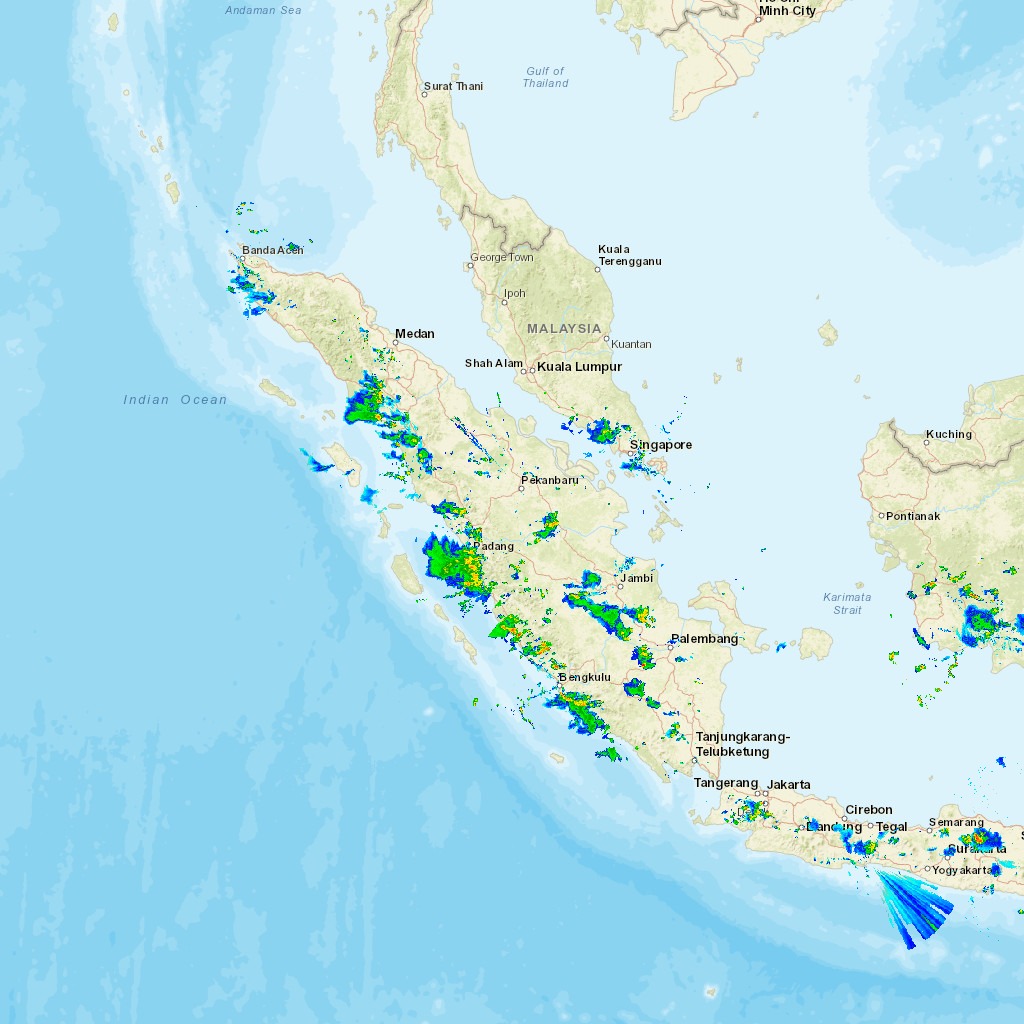 Andaman Sea
Minh City
Gulf of
Thailand
Surat Thani
Banda Aceh
George Town
Kuala
Terengganu
Ipoh
MALAYSIA
Medan
Kuantan
Shah Alam
Kuala Lumpur
Indian Ocean
Kuching
Singapore
Pekanbaru
Pontianak
Padang
Jambi
Karimata
Strait
Palembang
Bengkulu
Tanjungkarang-
Telubketung
Tangerang
Jakarta
Cirebon
Bandung
Tegal
Semarang
Surakarta
Yogyakarta